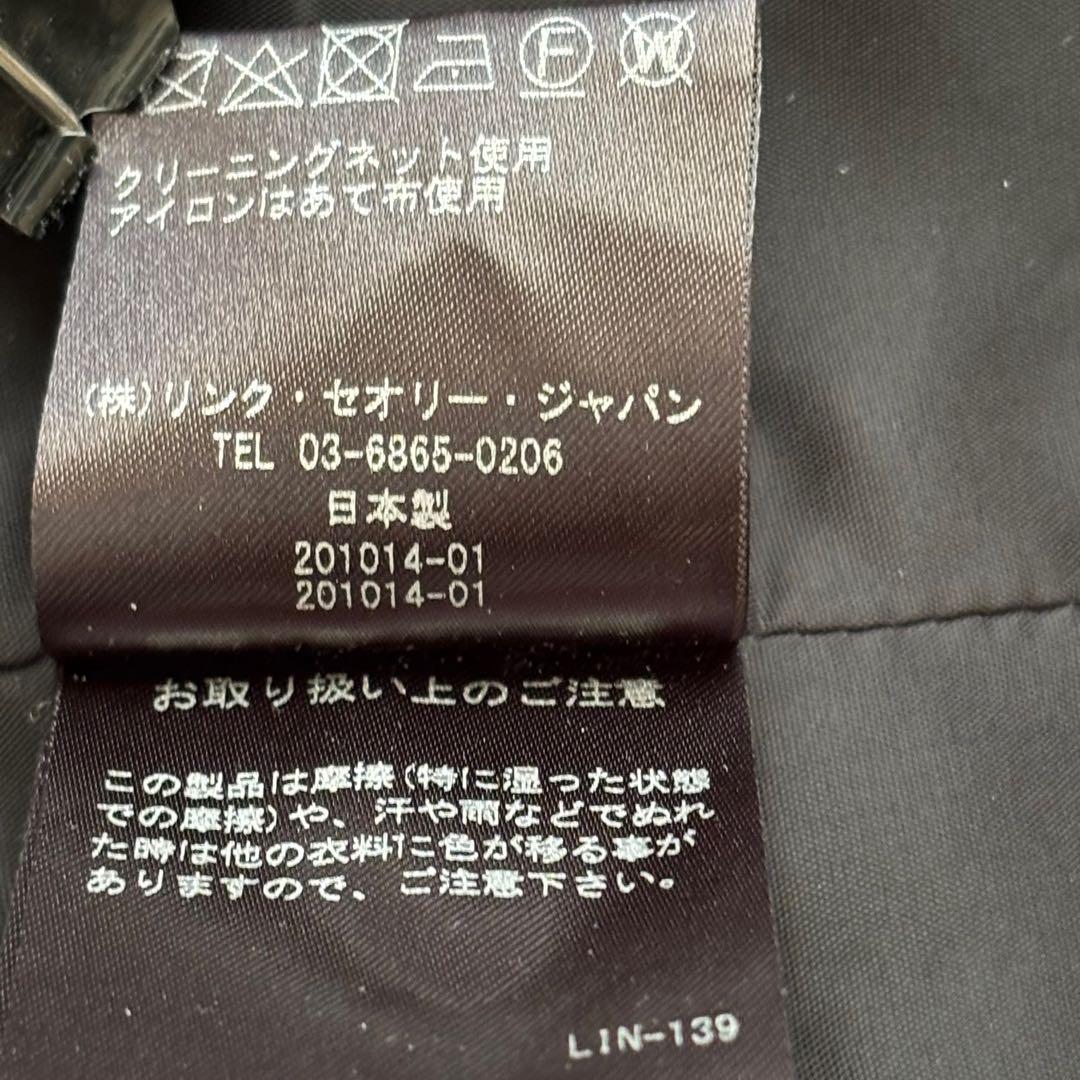 F W
クリーニングネット使用
アイロンはあて布使用
(株)リンク・セオリー・ジャパン
TEL 03-6865-0206
日本製
201014-01
201014-01
お取り扱い上のご注意
この製品は摩擦(特に湿った状態
での摩擦)や、汗や雨などでぬれ
た時は他の衣料に色が移る事が
ありますので、ご注意下さい。
LIN-139